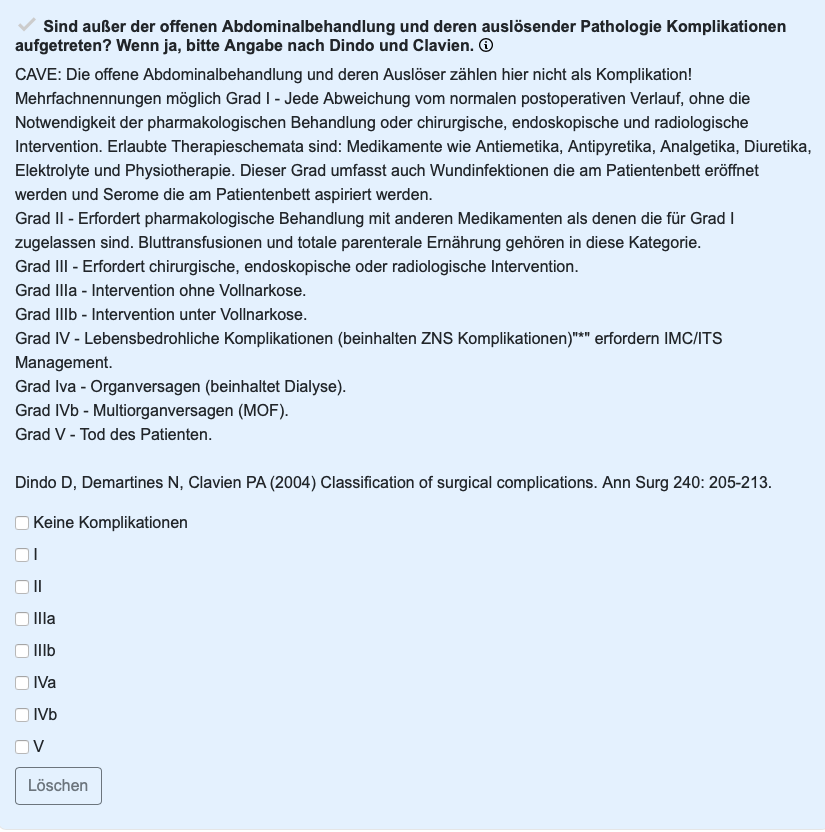 Sind außer der offenen Abdominalbehandlung und deren auslösender Pathologie Komplikationen
aufgetreten? Wenn ja, bitte Angabe nach Dindo und Clavien.
CAVE: Die offene Abdominalbehandlung und deren Auslöser zählen hier nicht als Komplikation!
Mehrfachnennungen möglich Grad I - Jede Abweichung vom normalen postoperativen Verlauf, ohne die
Notwendigkeit der pharmakologischen Behandlung oder chirurgische, endoskopische und radiologische
Intervention. Erlaubte Therapieschemata sind: Medikamente wie Antiemetika, Antipyretika, Analgetika, Diuretika,
Elektrolyte und Physiotherapie. Dieser Grad umfasst auch Wundinfektionen die am Patientenbett eröffnet
werden und Serome die am Patientenbett aspiriert werden.
Grad II - Erfordert pharmakologische Behandlung mit anderen Medikamenten als denen die für Grad I
zugelassen sind. Bluttransfusionen und totale parenterale Ernährung gehören in diese Kategorie.
Grad III - Erfordert chirurgische, endoskopische oder radiologische Intervention.
Grad IIIa - Intervention ohne Vollnarkose.
Grad IIIb - Intervention unter Vollnarkose.
Grad IV - Lebensbedrohliche Komplikationen (beinhalten ZNS Komplikationen)"*" erfordern IMC/ITS
Management.
Grad Iva - Organversagen (beinhaltet Dialyse).
Grad IVb - Multiorganversagen (MOF).
Grad V - Tod des Patienten.
Dindo D, Demartines N, Clavien PA (2004) Classification of surgical complications. Ann Surg 240: 205-213.
Keine Komplikationen
I
II
IIIa
IIIb
IVa
IVb
V
Löschen